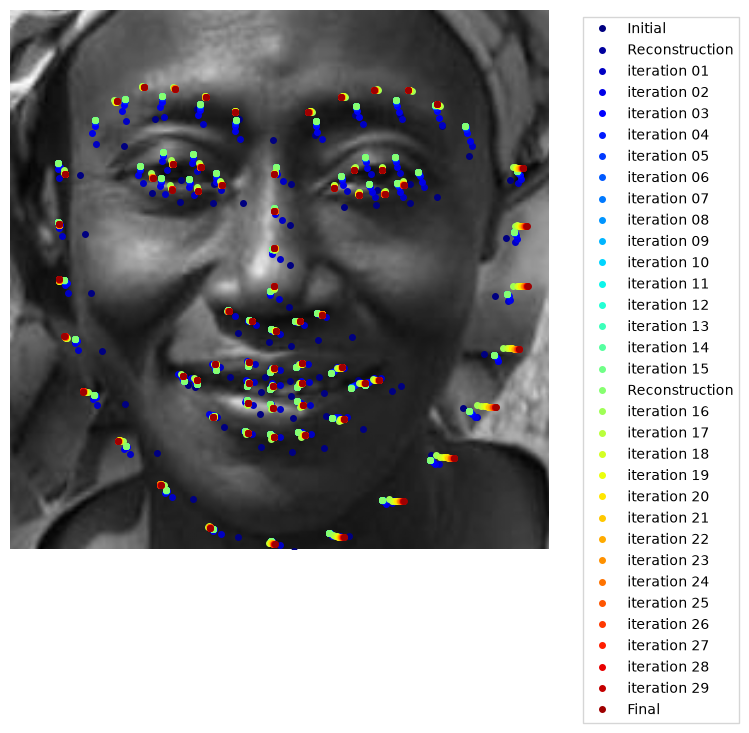 Initial
Reconstruction
iteration 01
iteration 02
iteration 03
iteration 04
iteration 05
iteration 06
iteration 07
iteration 08
iteration 09
iteration 10
iteration 11
iteration 12
iteration 13
iteration 14
iteration 15
Reconstruction
iteration 16
iteration 17
iteration 18
iteration 19
iteration 20
iteration 21
iteration 22
iteration 23
iteration 24
iteration 25
iteration 26
iteration 27
iteration 28
iteration 29
Final